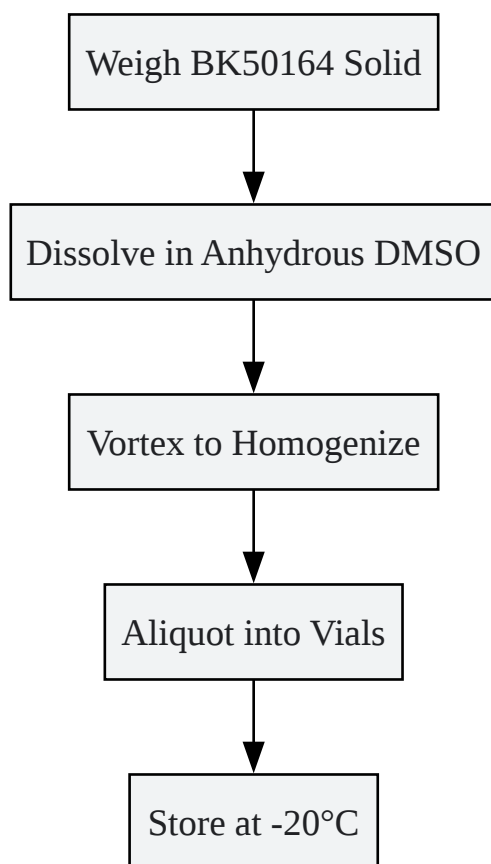 Weigh BK50164 Solid
Dissolve in Anhydrous DMSO
Vortex to Homogenize
Aliquot into Vials
Store at -20°C